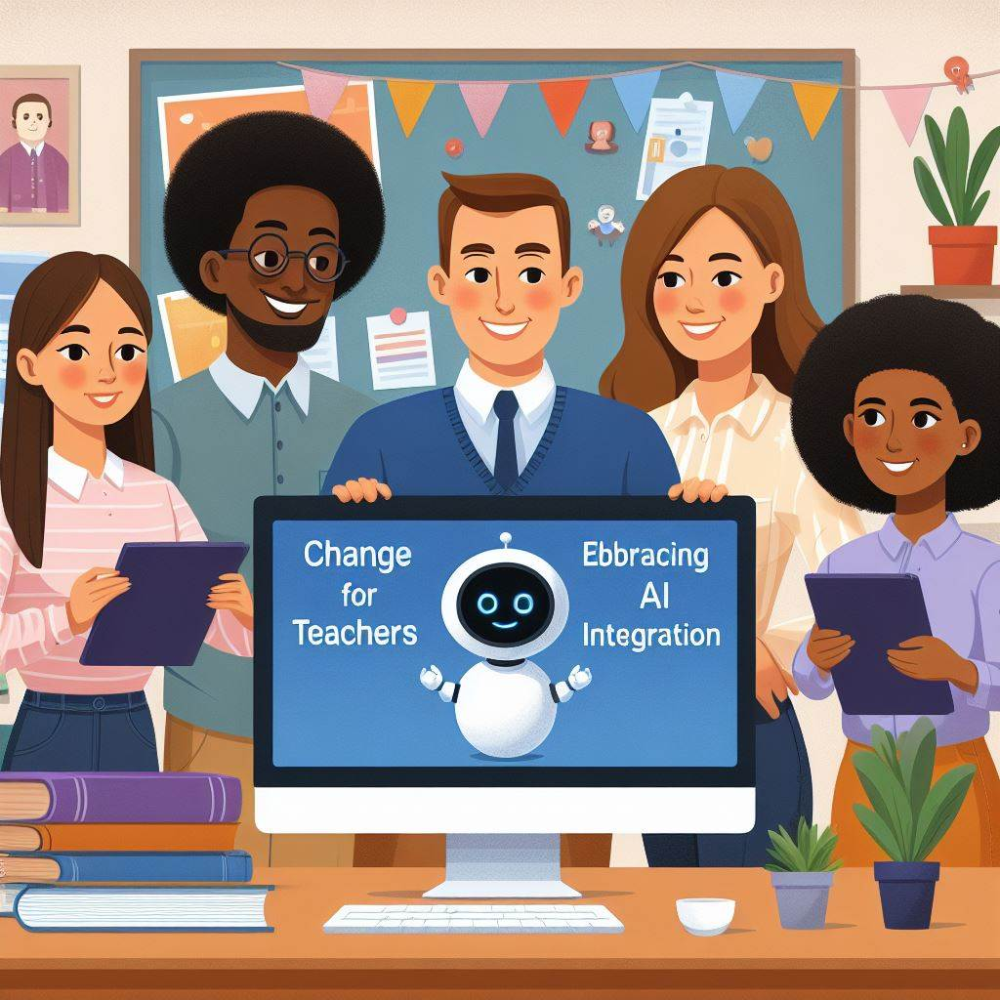 Change
for
Teachers
Ebbracing
AI
Integration